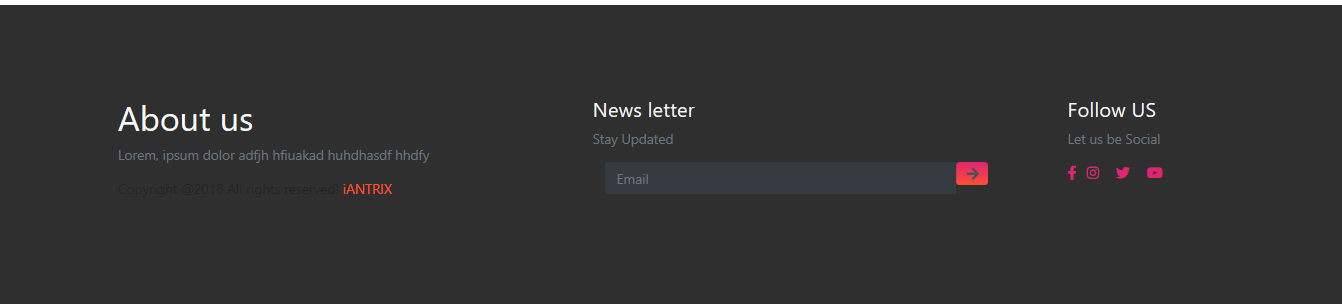 About us
Lorem, ipsum dolor adfjh hfiuakad huhdhasdf hhdfy
Copyright @2018 All rights reserved iANTRIX
News letter
Stay Updated
Email
Follow US
Let us be Social